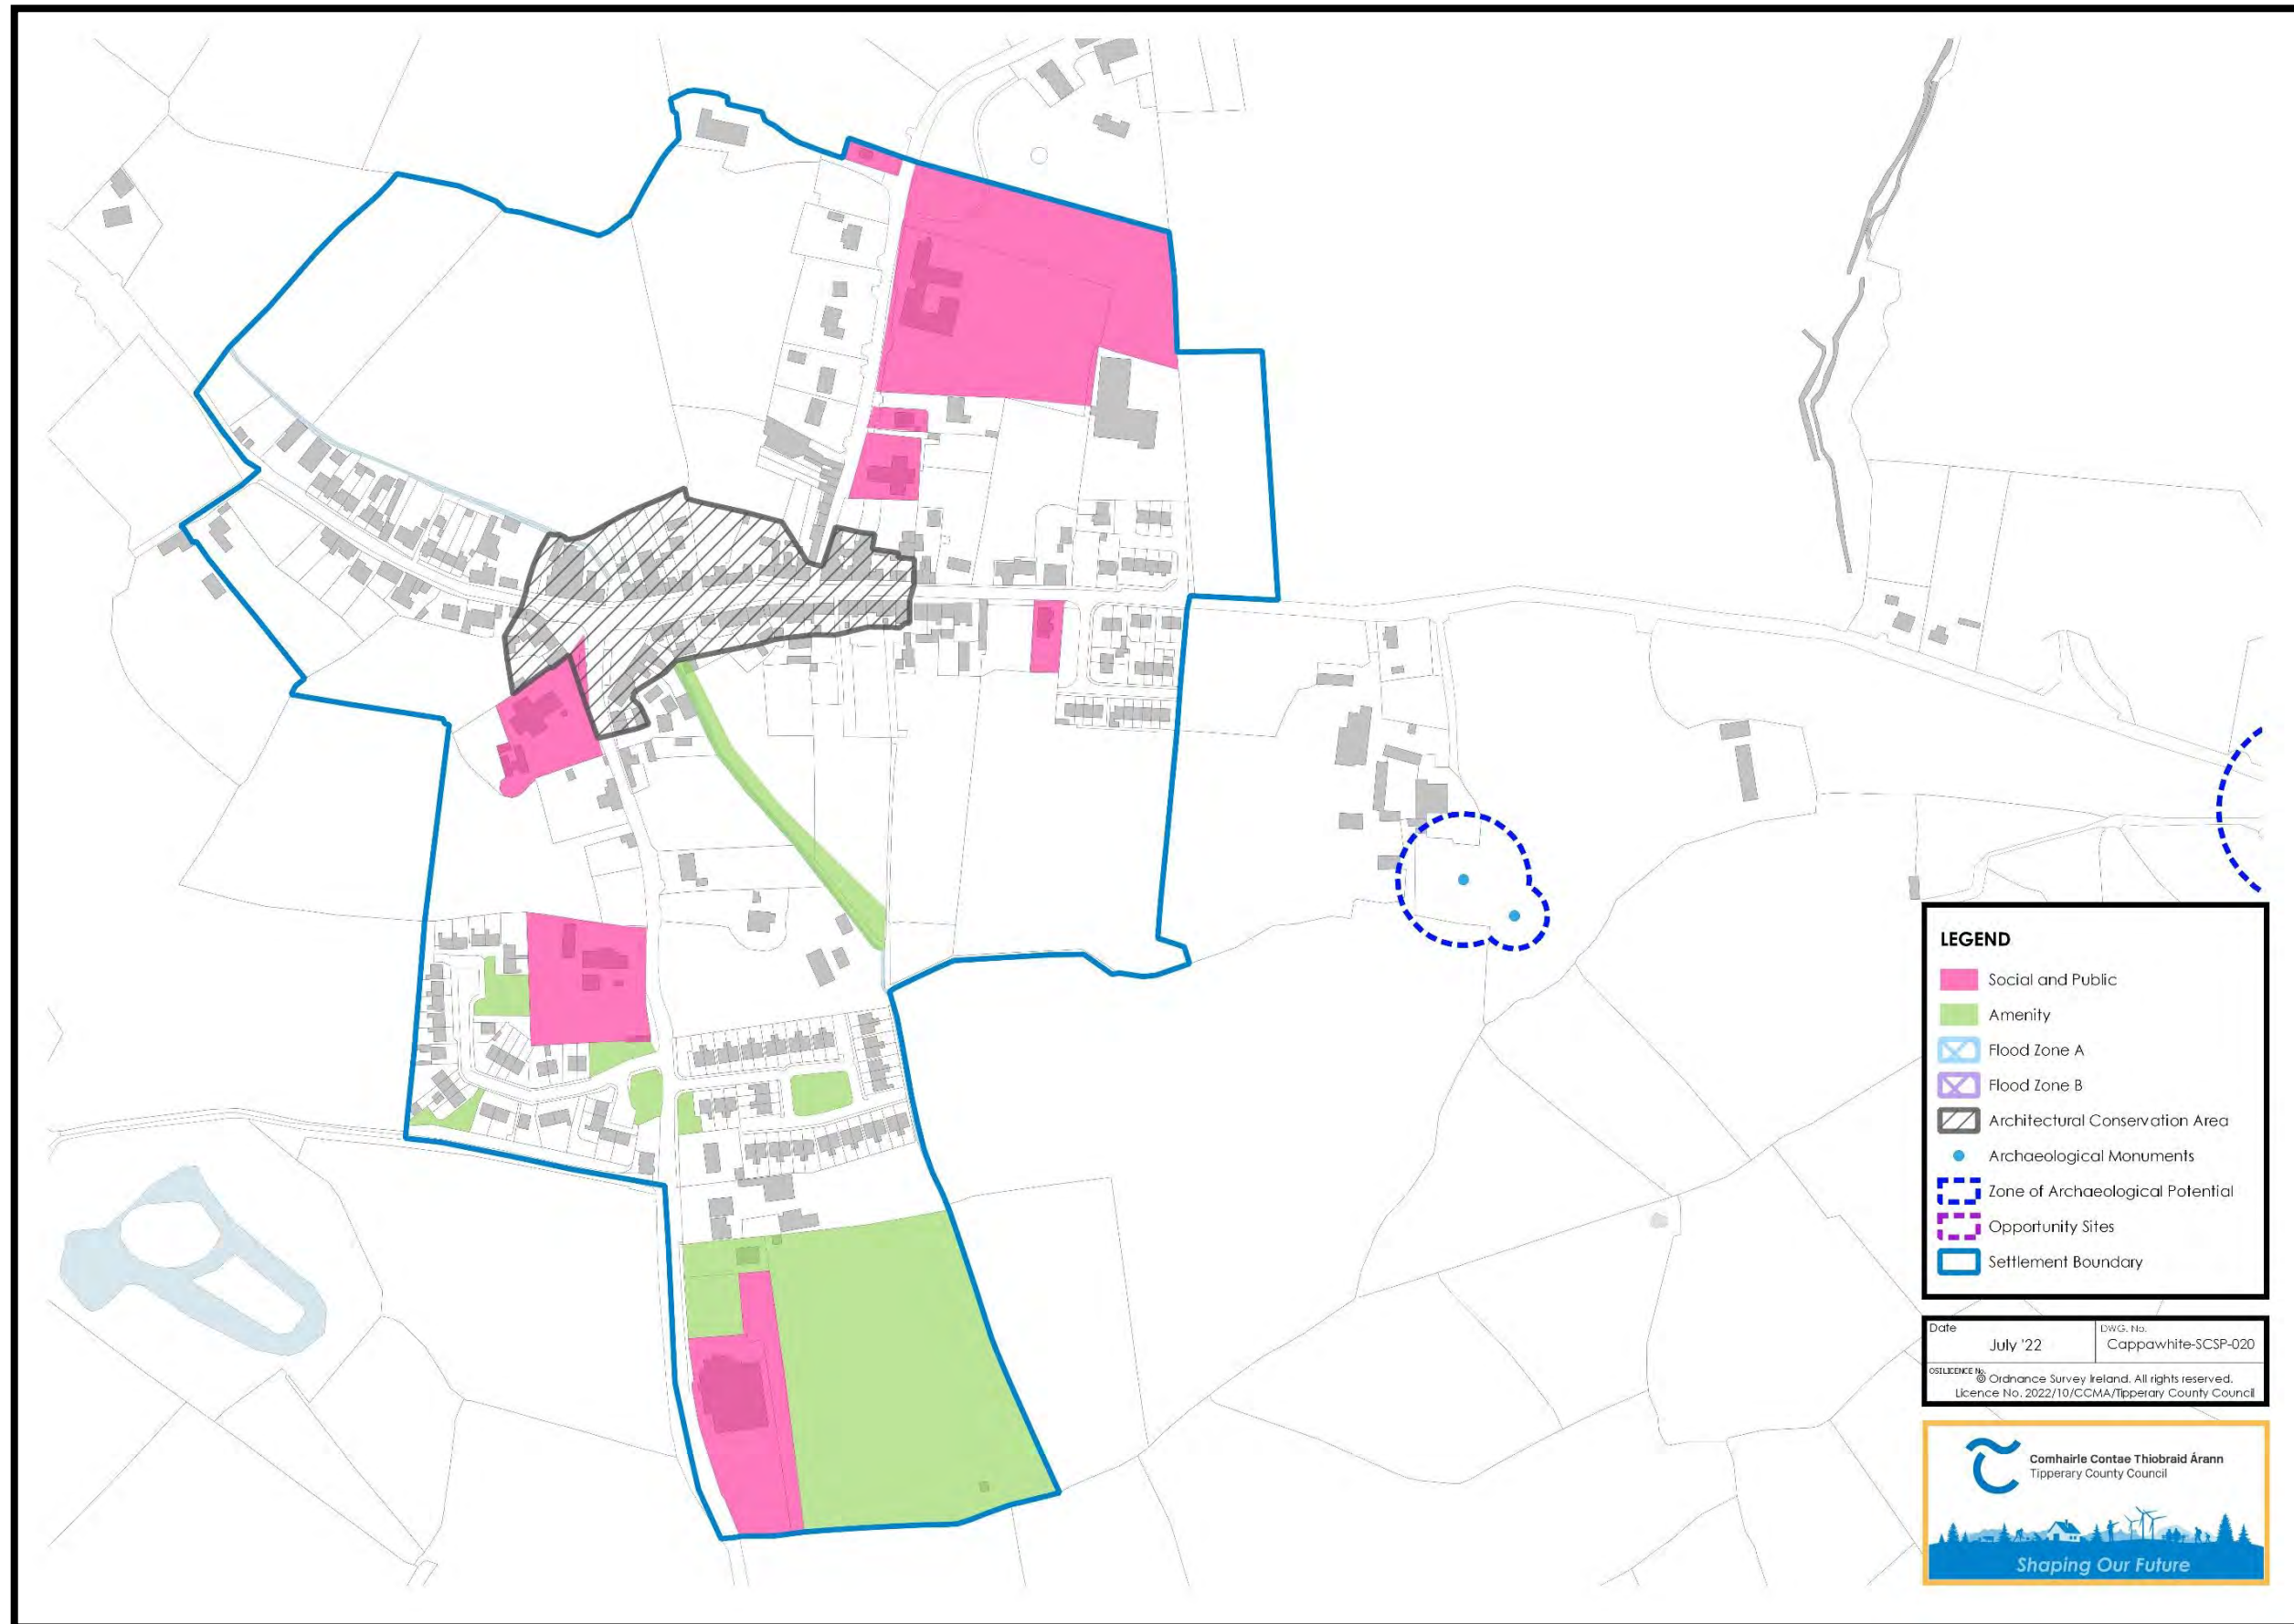 LEGEND
Social and Public
Amenity
Flood Zone A
Flood Zone B
Architectural Conservation Area
Archaeological Monuments
Zone of Archaeological Potential
Opportunity Sites
Settlement Boundary
Date
July '22
DWG. No.
Cappawhite-SCSP-020
OSI LICENCE No.
© Ordnance Survey Ireland. All rights reserved.
Licence No. 2022/10/CCMA/Tipperary County Council
Comhairle Contae Thiobraid Árann
Tipperary County Council
Shaping Our Future